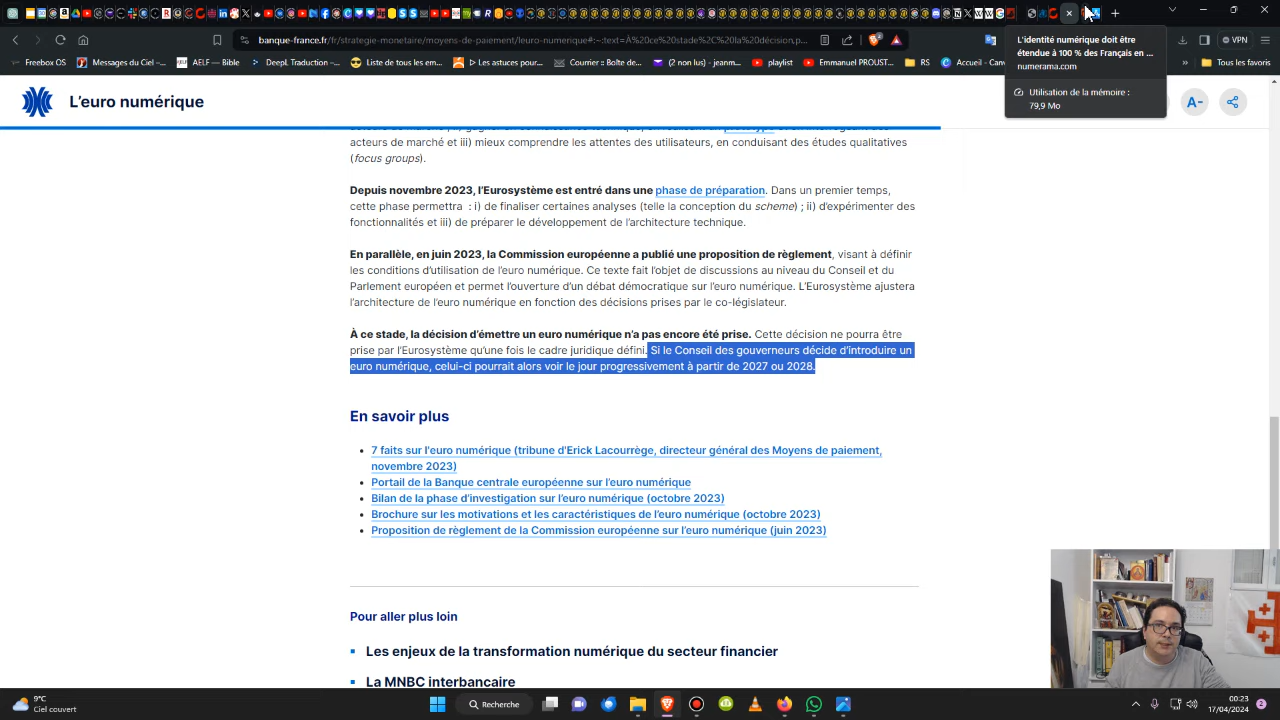 banque-france.fr/fr/strategie-monetaire/moyens-de-paiement/leuro-numerique#:~:text=À%20ce%20stade%2C%20la%20décision,p...
VPN
Freebox OS
Messages du Ciel –...
AELF — Bible
Deepl. Traduction –...
Liste de tous les em...
▷ Les astuces pour...
Courrier :: Boîte de...
(2 non lus) - jeanm...
playlist
Emmanuel PROUST...
RS
Accueil - Canv
»
Tous les favoris
L'identité numérique doit être
étendue à 100 % des Français en ...
numerama.com
Utilisation de la mémoire :
79,9 Mo
L'euro numérique
A-
acteurs de marché et iii) mieux comprendre les attentes des utilisateurs, en conduisant des études qualitatives
(focus groups).
Depuis novembre 2023, l'Eurosystème est entré dans une phase de préparation. Dans un premier temps,
cette phase permettra : i) de finaliser certaines analyses (telle la conception du scheme) ; ii) d'expérimenter des
fonctionnalités et iii) de préparer le développement de l'architecture technique.
En parallèle, en juin 2023, la Commission européenne a publié une proposition de règlement, visant à définir
les conditions d'utilisation de l'euro numérique. Ce texte fait l'objet de discussions au niveau du Conseil et du
Parlement européen et permet l'ouverture d'un débat démocratique sur l'euro numérique. L'Eurosystème ajustera
l'architecture de l'euro numérique en fonction des décisions prises par le co-législateur.
À ce stade, la décision d'émettre un euro numérique n'a pas encore été prise. Cette décision ne pourra être
prise par l'Eurosystème qu'une fois le cadre juridique défini. Si le Conseil des gouverneurs décide d'introduire un
euro numérique, celui-ci pourrait alors voir le jour progressivement à partir de 2027 ou 2028.
En savoir plus
• 7 faits sur l'euro numérique (tribune d'Erick Lacourrège, directeur général des Moyens de paiement,
novembre 2023)
• Portail de la Banque centrale européenne sur l'euro numérique
• Bilan de la phase d'investigation sur l'euro numérique (octobre 2023)
• Brochure sur les motivations et les caractéristiques de l'euro numérique (octobre 2023)
• Proposition de règlement de la Commission européenne sur l'euro numérique (juin 2023)
Pour aller plus loin
Les enjeux de la transformation numérique du secteur financier
La MNBC interbancaire
9°C
Ciel couvert
Recherche
00:23
17/04/2024